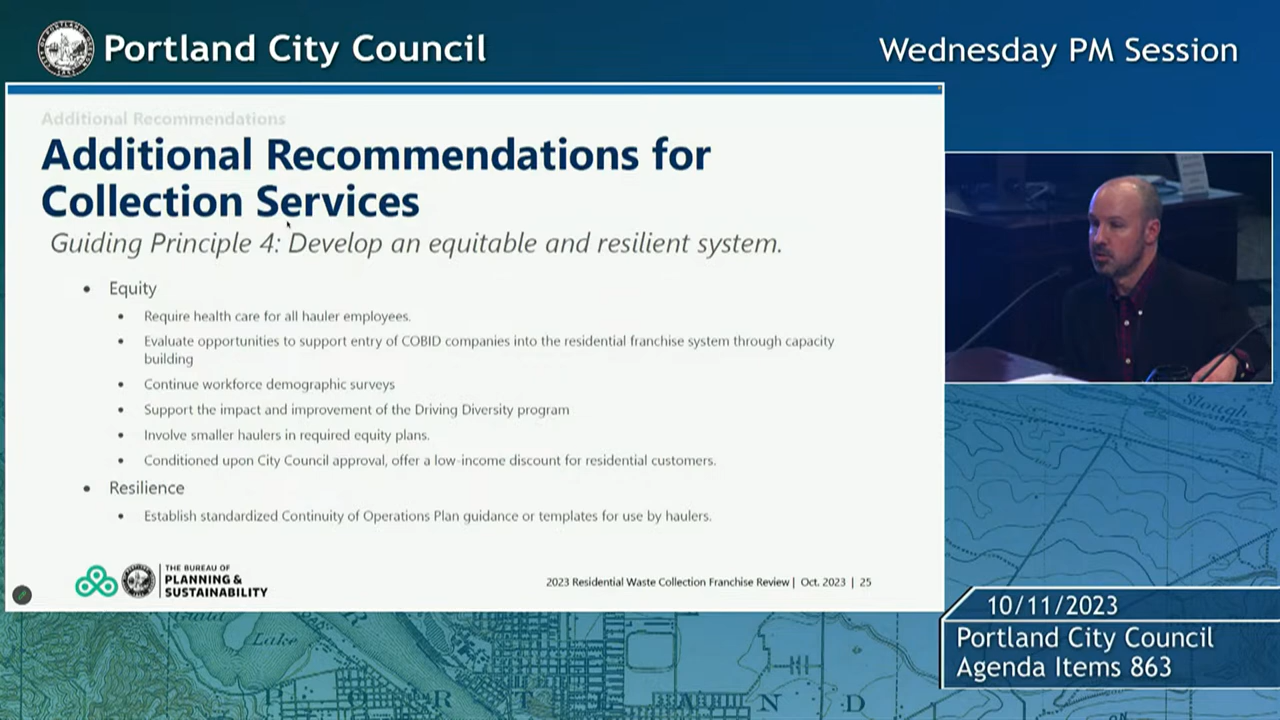 Portland City Council
Wednesday PM Session
Additional Recommendations
Additional Recommendations for
Collection Services
Guiding Principle 4: Develop an equitable and resilient system.
• Equity
• Require health care for all hauler employees.
• Evaluate opportunities to support entry of COBID companies into the residential franchise system through capacity
building
• Continue workforce demographic surveys
• Support the impact and improvement of the Driving Diversity program
• Involve smaller haulers in required equity plans.
• Conditioned upon City Council approval, offer a low-income discount for residential customers.
• Resilience
• Establish standardized Continuity of Operations Plan guidance or templates for use by haulers.
THE BUREAU OF
PLANNING &
SUSTAINABILITY
2023 Residential Waste Collection Franchise Review | Oct. 2023 | 25
Slough
10/11/2023
Portland City Council
Agenda Items 863
Guild
Lake
P O R T L A N D